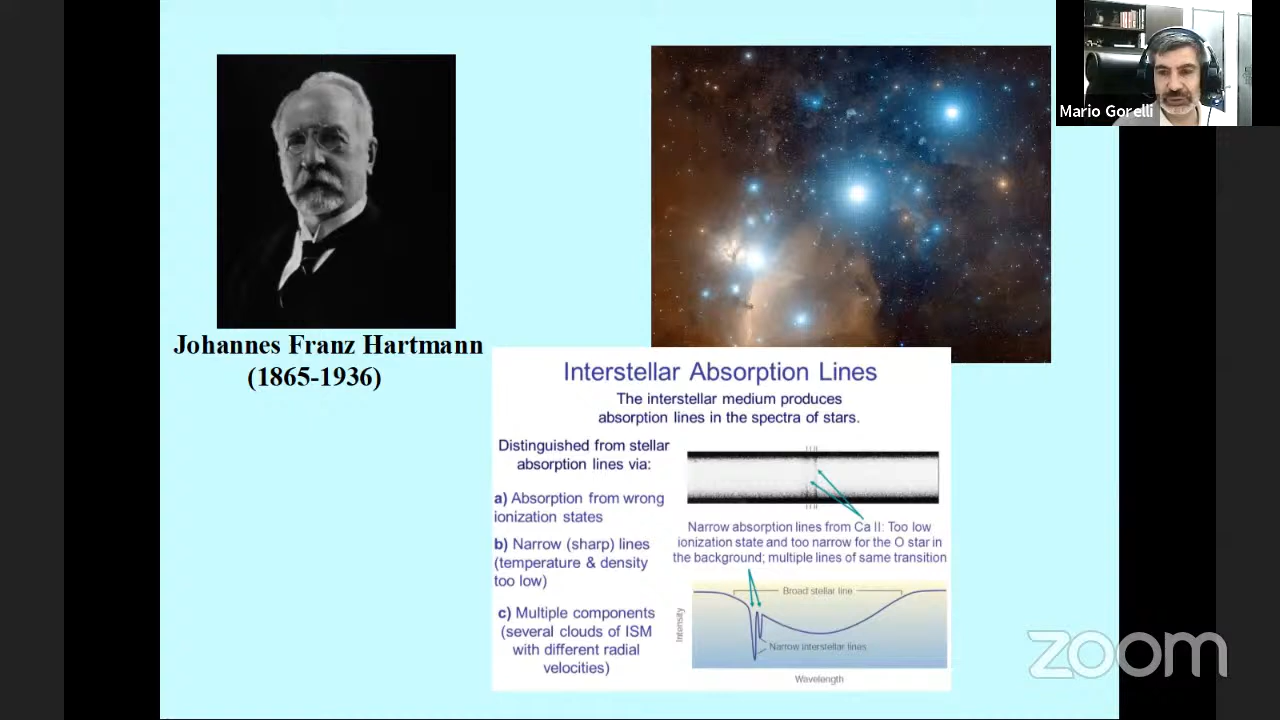 Mario Gorelli
Johannes Franz Hartmann
(1865-1936)
Interstellar Absorption Lines
The interstellar medium produces
absorption lines in the spectra of stars.
Distinguished from stellar
absorption lines via:
a) Absorption from wrong
ionization states
b) Narrow (sharp) lines
(temperature & density
too low)
c) Multiple components
(several clouds of ISM
with different radial
velocities)
Narrow absorption lines from Ca II: Too low
ionization state and too narrow for the O star in
the background; multiple lines of same transition
Broad stellar line
Intensity
Narrow interstellar lines
Wavelength
zoom